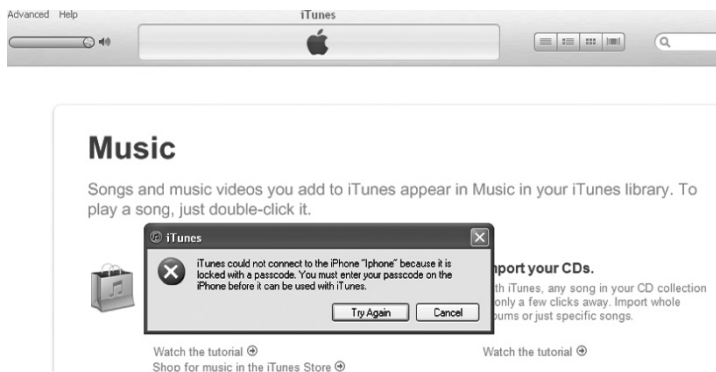 Advanced Help
iTunes
Music
Songs and music videos you add to iTunes appear in Music in your iTunes library. To
play a song, just double-click it.
iTunes
iTunes could not connect to the iPhone "Iphone" because it is
locked with a passcode. You must enter your passcode on the
iPhone before it can be used with iTunes.
Try Again Cancel
port your CDs.
th iTunes, any song in your CD collection
only a few clicks away. Import whole
ums or just specific songs.
Watch the tutorial
Shop for music in the iTunes Store
Watch the tutorial